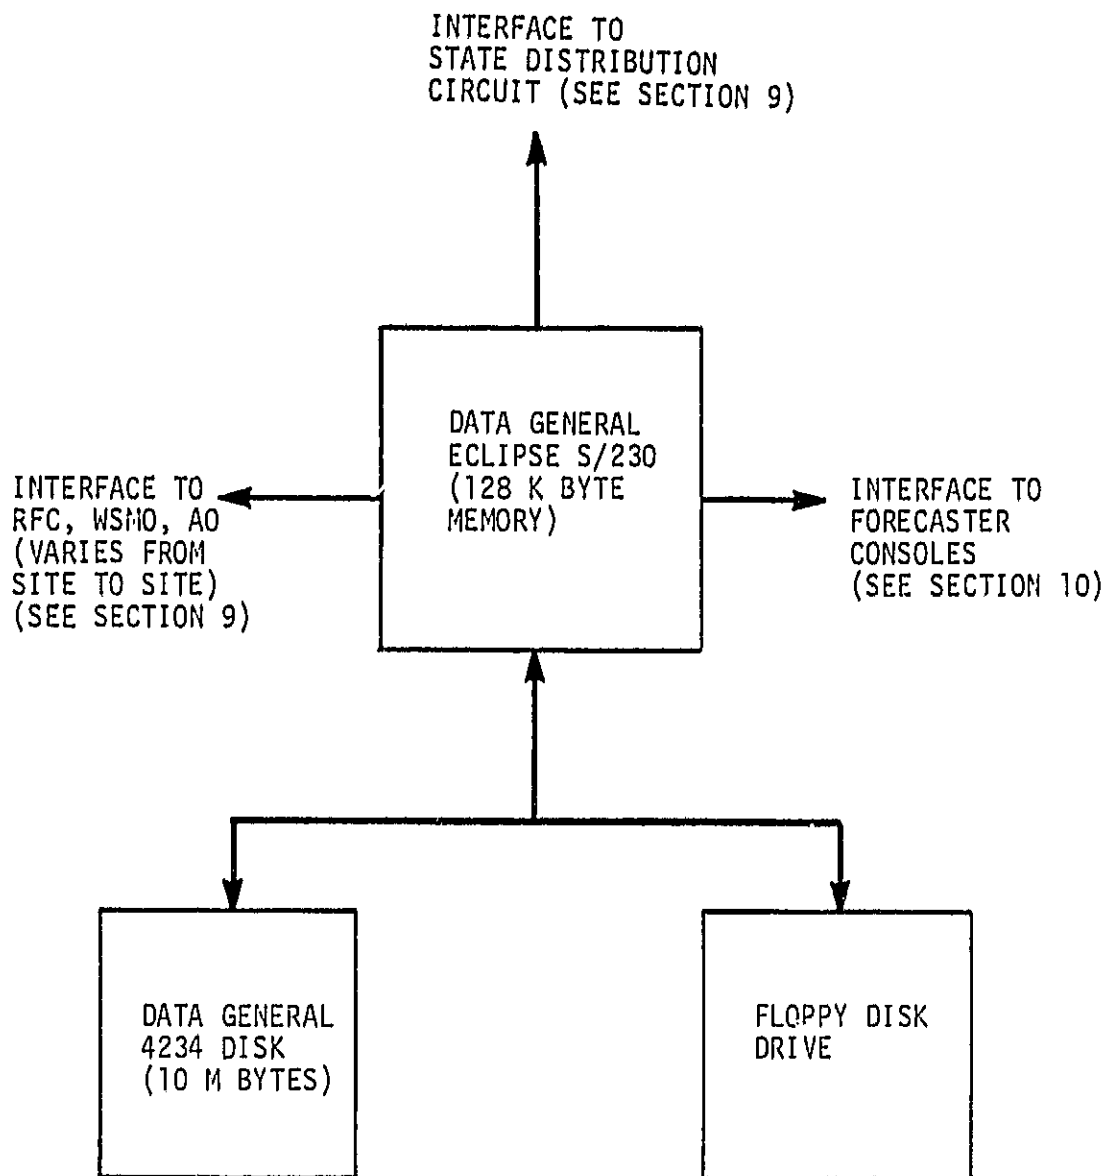 INTERFACE TO
STATE DISTRIBUTION
CIRCUIT (SEE SECTION 9)
DATA GENERAL
ECLIPSE S/230
(128 K BYTE
MEMORY)
INTERFACE TO
RFC, WSMO, AO
(VARIES FROM
SITE TO SITE)
(SEE SECTION 9)
INTERFACE TO
FORECASTER
CONSOLES
(SEE SECTION 10)
DATA GENERAL
4234 DISK
(10 M BYTES)
FLOPPY DISK
DRIVE